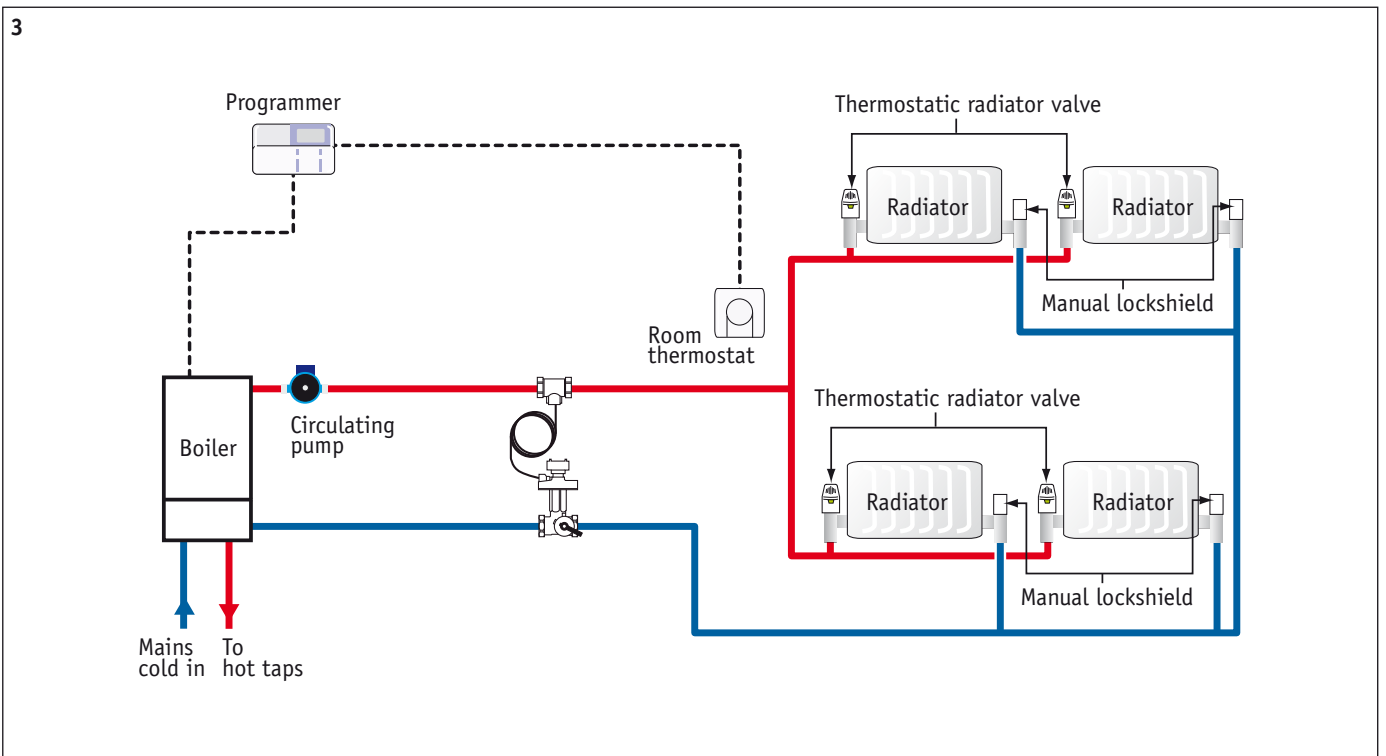 3
Programmer
Thermostatic radiator valve
Radiator
Radiator
Manual lockshield
Room
thermostat
Circulating
pump
Boiler
Thermostatic radiator valve
Radiator
Radiator
Manual lockshield
Mains
cold in
To
hot taps